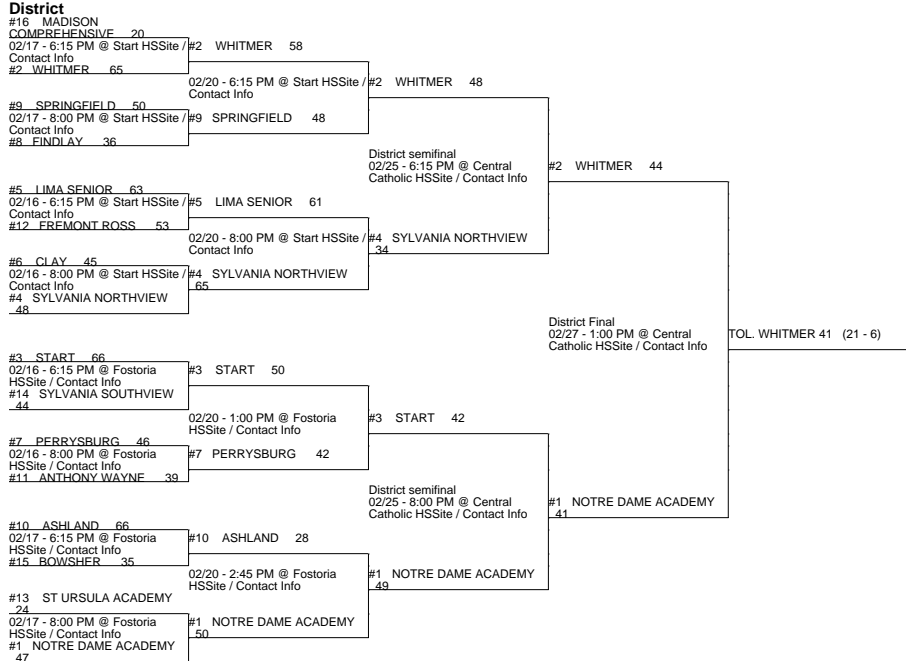 District
#16 MADISON
COMPREHENSIVE 20
02/17 - 6:15 PM @ Start HSSite /
Contact Info
#2 WHITMER 65
#9 SPRINGFIELD 50
02/17 - 8:00 PM @ Start HSSite /
Contact Info
#8 FINDLAY 36
#5 LIMA SENIOR 63
02/16 - 6:15 PM @ Start HSSite /
Contact Info
#12 FREMONT ROSS 53
#6 CLAY 45
02/16 - 8:00 PM @ Start HSSite /
Contact Info
#4 SYLVANIA NORTHVIEW
48
#3 START 66
02/16 - 6:15 PM @ Fostoria
HSSite / Contact Info
#14 SYLVANIA SOUTHVIEW
44
#7 PERRYSBURG 46
02/16 - 8:00 PM @ Fostoria
HSSite / Contact Info
#11 ANTHONY WAYNE 39
#10 ASHLAND 66
02/17 - 6:15 PM @ Fostoria
HSSite / Contact Info
#15 BOWSHER 35
#13 ST URSULA ACADEMY
24
02/17 - 8:00 PM @ Fostoria
HSSite / Contact Info
#1 NOTRE DAME ACADEMY
47
#2 WHITMER 58
02/20 - 6:15 PM @ Start HSSite /
Contact Info
#9 SPRINGFIELD 48
#5 LIMA SENIOR 61
02/20 - 8:00 PM @ Start HSSite /
Contact Info
#4 SYLVANIA NORTHVIEW
65
#3 START 50
02/20 - 1:00 PM @ Fostoria
HSSite / Contact Info
#7 PERRYSBURG 42
#10 ASHLAND 28
02/20 - 2:45 PM @ Fostoria
HSSite / Contact Info
#1 NOTRE DAME ACADEMY
50
#2 WHITMER 48
District semifinal
02/25 - 6:15 PM @ Central
Catholic HSSite / Contact Info
#4 SYLVANIA NORTHVIEW
34
#3 START 42
District semifinal
02/25 - 8:00 PM @ Central
Catholic HSSite / Contact Info
#1 NOTRE DAME ACADEMY
49
#2 WHITMER 44
District Final
02/27 - 1:00 PM @ Central
Catholic HSSite / Contact Info
#1 NOTRE DAME ACADEMY
41
TOL. WHITMER 41 (21 - 6)